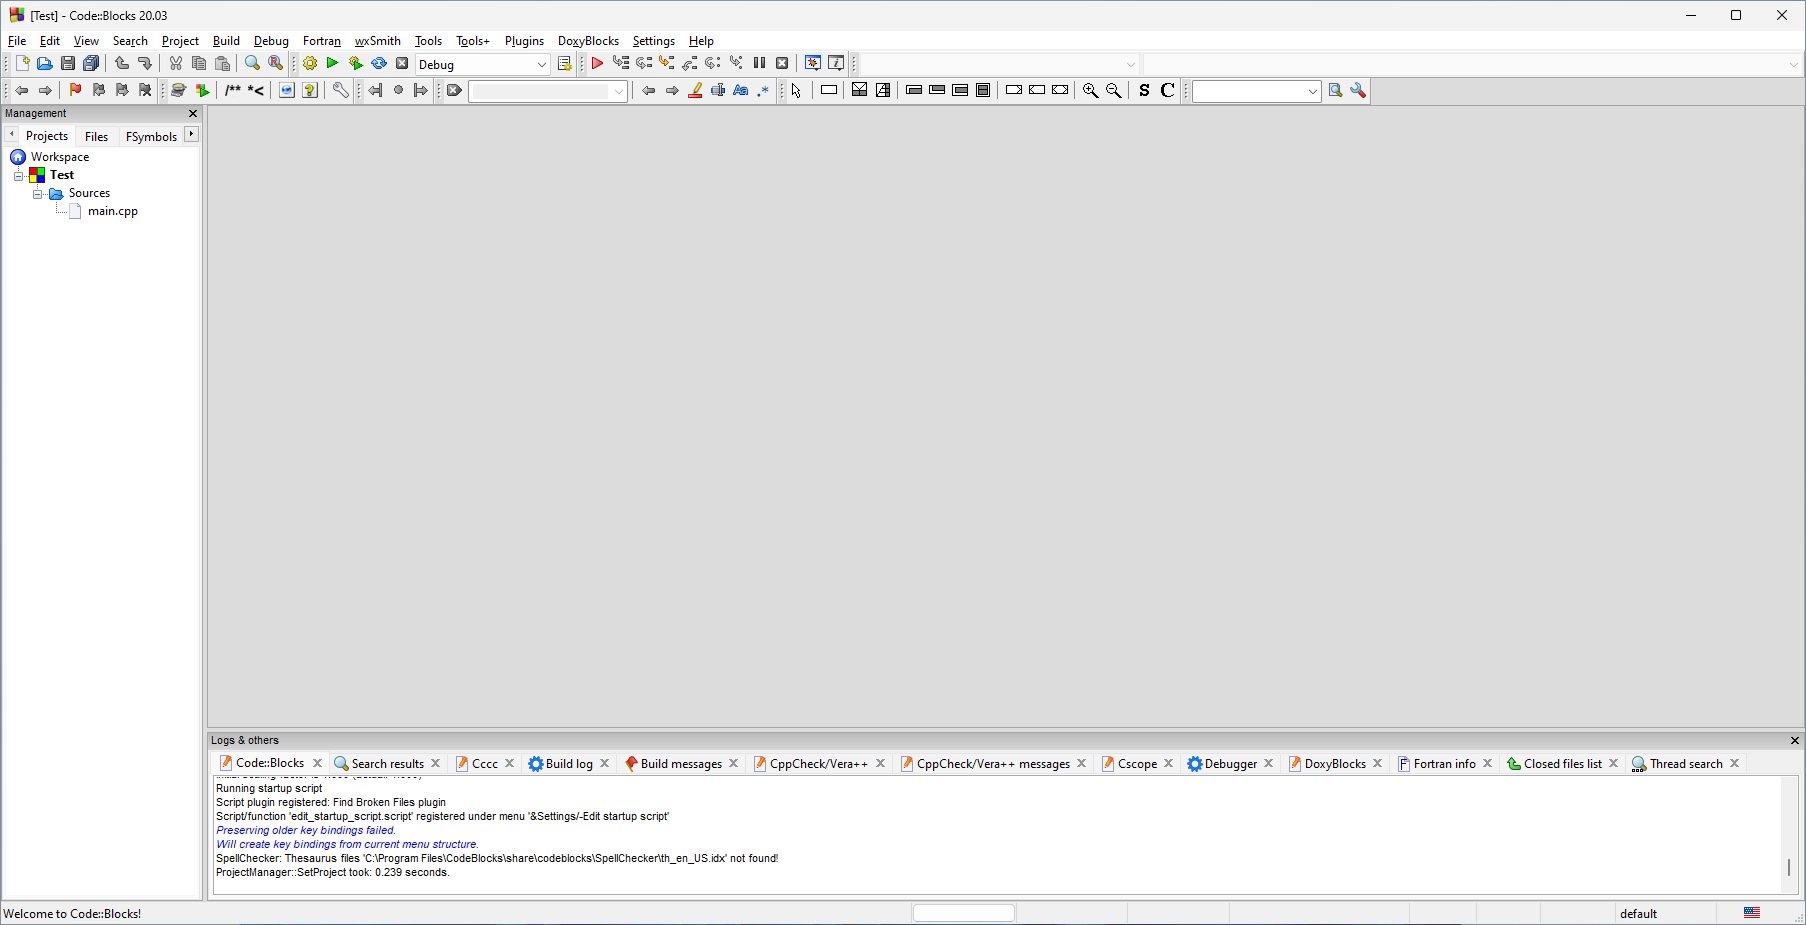 [Test] - Code::Blocks 20.03
File Edit View Search Project Build Debug Fortran wxSmith Tools Tools+ Plugins DoxyBlocks Settings Help
Debug
/** *<
Aa .*
S C
Management
Projects Files FSymbols
Workspace
Test
Sources
main.cpp
Logs & others
Code::Blocks Search results Cccc Build log Build messages CppCheck/Vera++ CppCheck/Vera++ messages Cscope Debugger DoxyBlocks Fortran info Closed files list Thread search
Running startup script
Script plugin registered: Find Broken Files plugin
Script/function 'edit_startup_script.script' registered under menu '&Settings/-Edit startup script'
Preserving older key bindings failed.
Will create key bindings from current menu structure.
SpellChecker: Thesaurus files 'C:\Program Files\CodeBlocks\share\codeblocks\SpellChecker\th_en_US.idx' not found!
ProjectManager::SetProject took: 0.239 seconds.
Welcome to Code::Blocks!
default